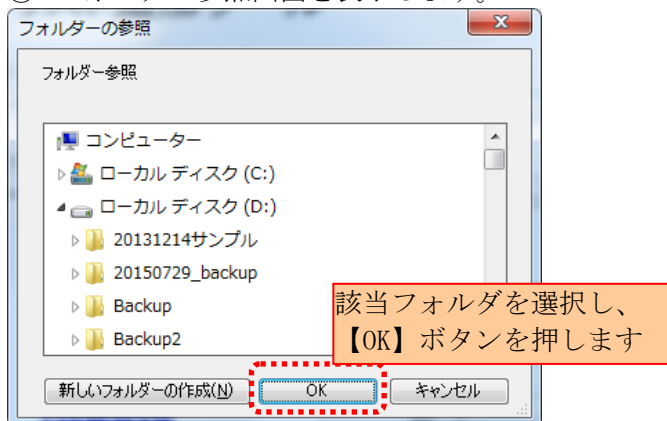 フォルダーの参照
フォルダー参照
コンピューター
ローカル ディスク (C:)
ローカル ディスク (D:)
20131214サンプル
20150729_backup
Backup
Backup2
該当フォルダを選択し、
【OK】ボタンを押します
新しいフォルダーの作成(N)
OK
キャンセル